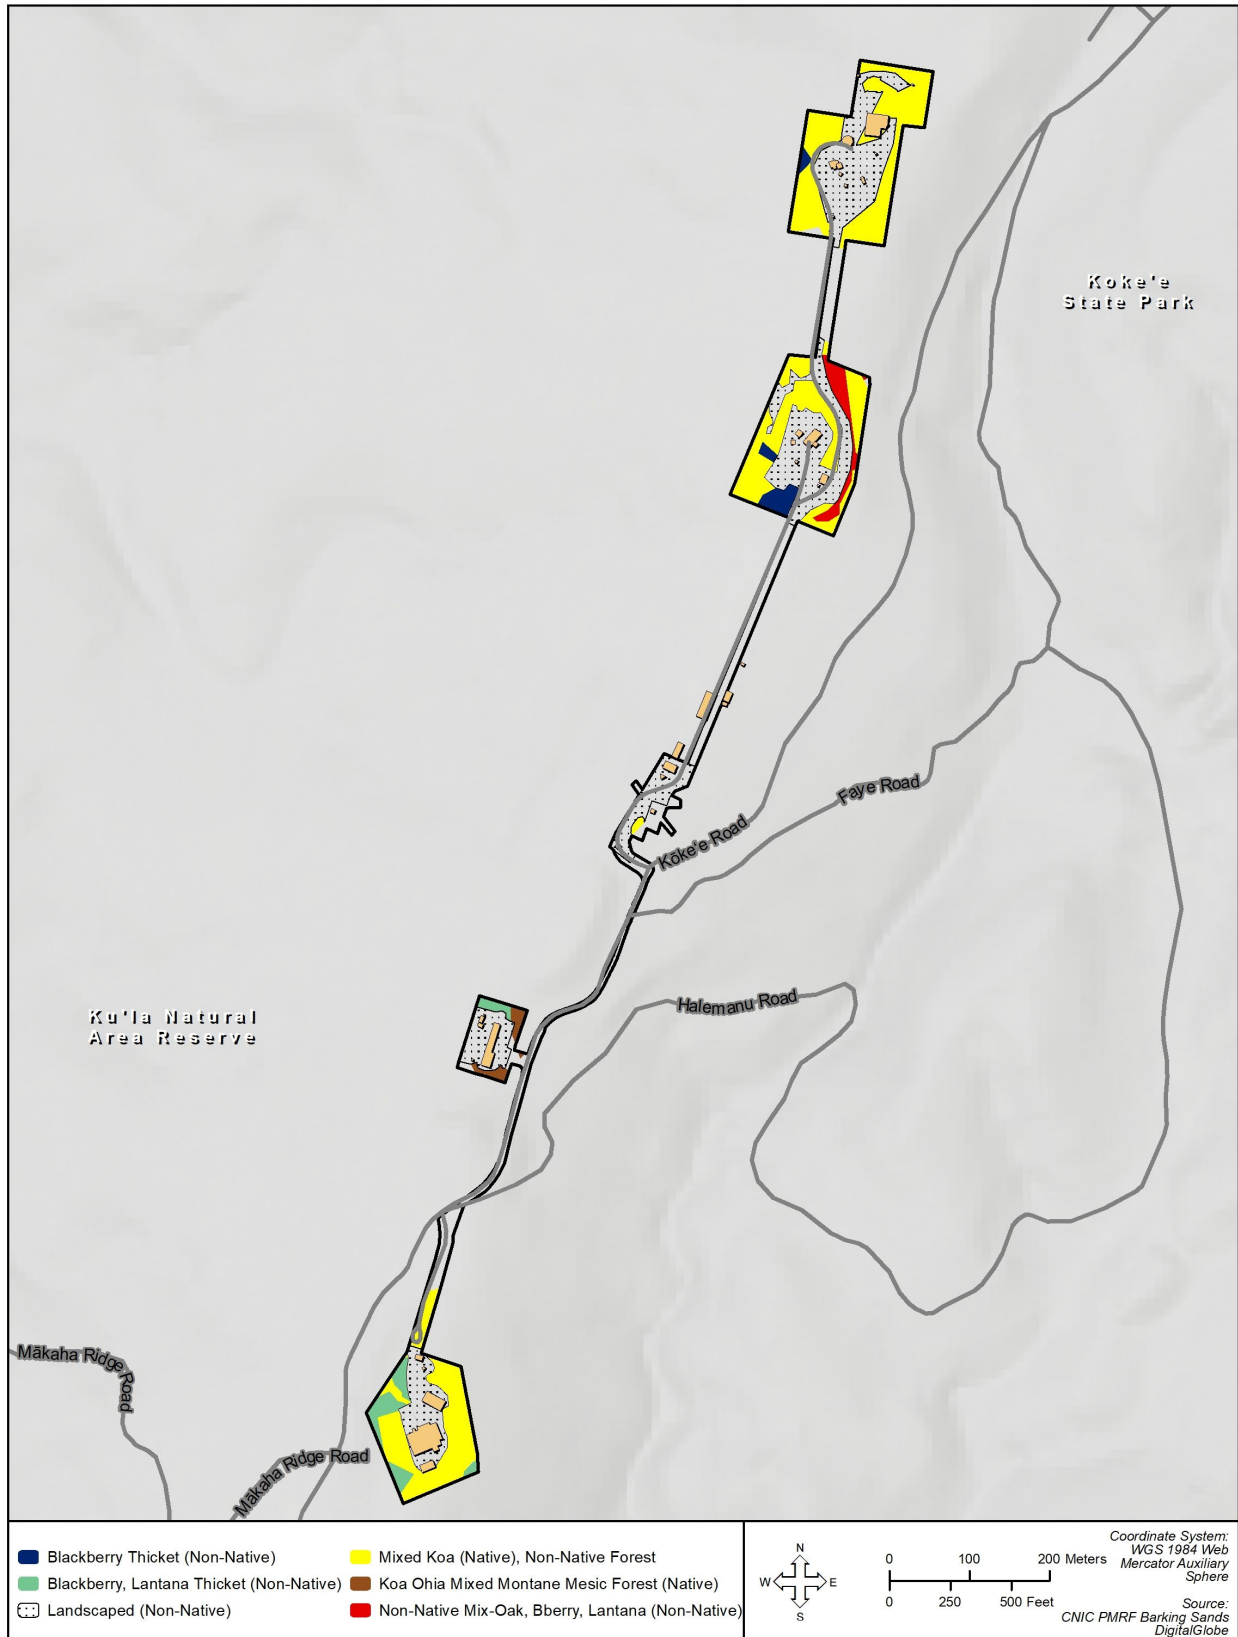 Koke'e
State Park
Faye Road
Kōke'e Road
Halemanu Road
Ku'Ia Natural
Area Reserve
Mākaha Ridge
Road
Mākaha Ridge Road
Blackberry Thicket (Non-Native)
Blackberry, Lantana Thicket (Non-Native)
Landscaped (Non-Native)
Mixed Koa (Native), Non-Native Forest
Koa Ohia Mixed Montane Mesic Forest (Native)
Non-Native Mix-Oak, Bberry, Lantana (Non-Native)
N
W E
S
0 100 200 Meters
0 250 500 Feet
Coordinate System:
WGS 1984 Web
Mercator Auxiliary
Sphere
Source:
CNIC PMRF Barking Sands
DigitalGlobe